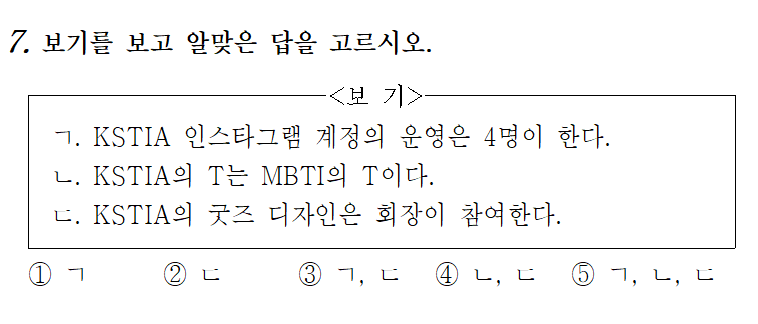 7. 보기를 보고 알맞은 답을 고르시오.
<보 기>
ㄱ. KSTIA 인스타그램 계정의 운영은 4명이 한다.
ㄴ. KSTIA의 T는 MBTI의 T이다.
ㄷ. KSTIA의 굿즈 디자인은 회장이 참여한다.
① ㄱ ② ㄷ ③ ㄱ, ㄷ ④ ㄴ, ㄷ ⑤ ㄱ, ㄴ, ㄷ